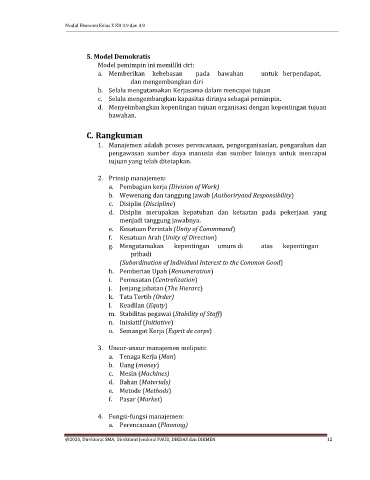 Modul Ekonomi Kelas X KD 3.9 dan 4.9
5. Model Demokratis
Model pemimpin ini memiliki ciri:
a. Memberikan kebebasan pada bawahan untuk berpendapat,
dan mengembangkan diri
b. Selalu mengutamakan Kerjasama dalam mencapai tujuan
c. Selalu mengembangkan kapasitas dirinya sebagai pemimpin.
d. Menyeimbangkan kepentingan tujuan organisasi dengan kepentingan tujuan
bawahan.
C. Rangkuman
1. Manajemen adalah proses perencanaan, pengorganisasian, pengarahan dan
pengawasan sumber daya manusia dan sumber lainnya untuk mencapai
tujuan yang telah ditetapkan.
2. Prinsip manajemen:
a. Pembagian kerja (Division of Work)
b. Wewenang dan tanggung jawab (Authoriryand Responsibility)
c. Disiplin (Discipline)
d. Disiplin merupakan kepatuhan dan ketaatan pada pekerjaan yang
menjadi tanggung jawabnya.
e. Kesatuan Perintah (Unity of Commmand)
f. Kesatuan Arah (Unity of Direction)
g. Mengutamakan kepentingan umum di atas kepentingan
pribadi
(Subordination of Individual Interest to the Common Good)
h. Pemberian Upah (Renumeration)
i. Pemusatan (Centralization)
j. Jenjang jabatan (The Hierarc)
k. Tata Tertib (Order)
l. Keadilan (Equty)
m. Stabilitas pegawai (Stability of Staff)
n. Inisiatif (Initiative)
o. Semangat Kerja (Esprit de corps)
3. Unsur-unsur manajemen meliputi:
a. Tenaga Kerja (Man)
b. Uang (money)
c. Mesin (Machines)
d. Bahan (Materials)
e. Metode (Methods)
f. Pasar (Market)
4. Fungsi-fungsi manajemen:
a. Perencanaan (Planning)
@2020, Direktorat SMA, Direktorat Jenderal PAUD, DIKDAS dan DIKMEN 12